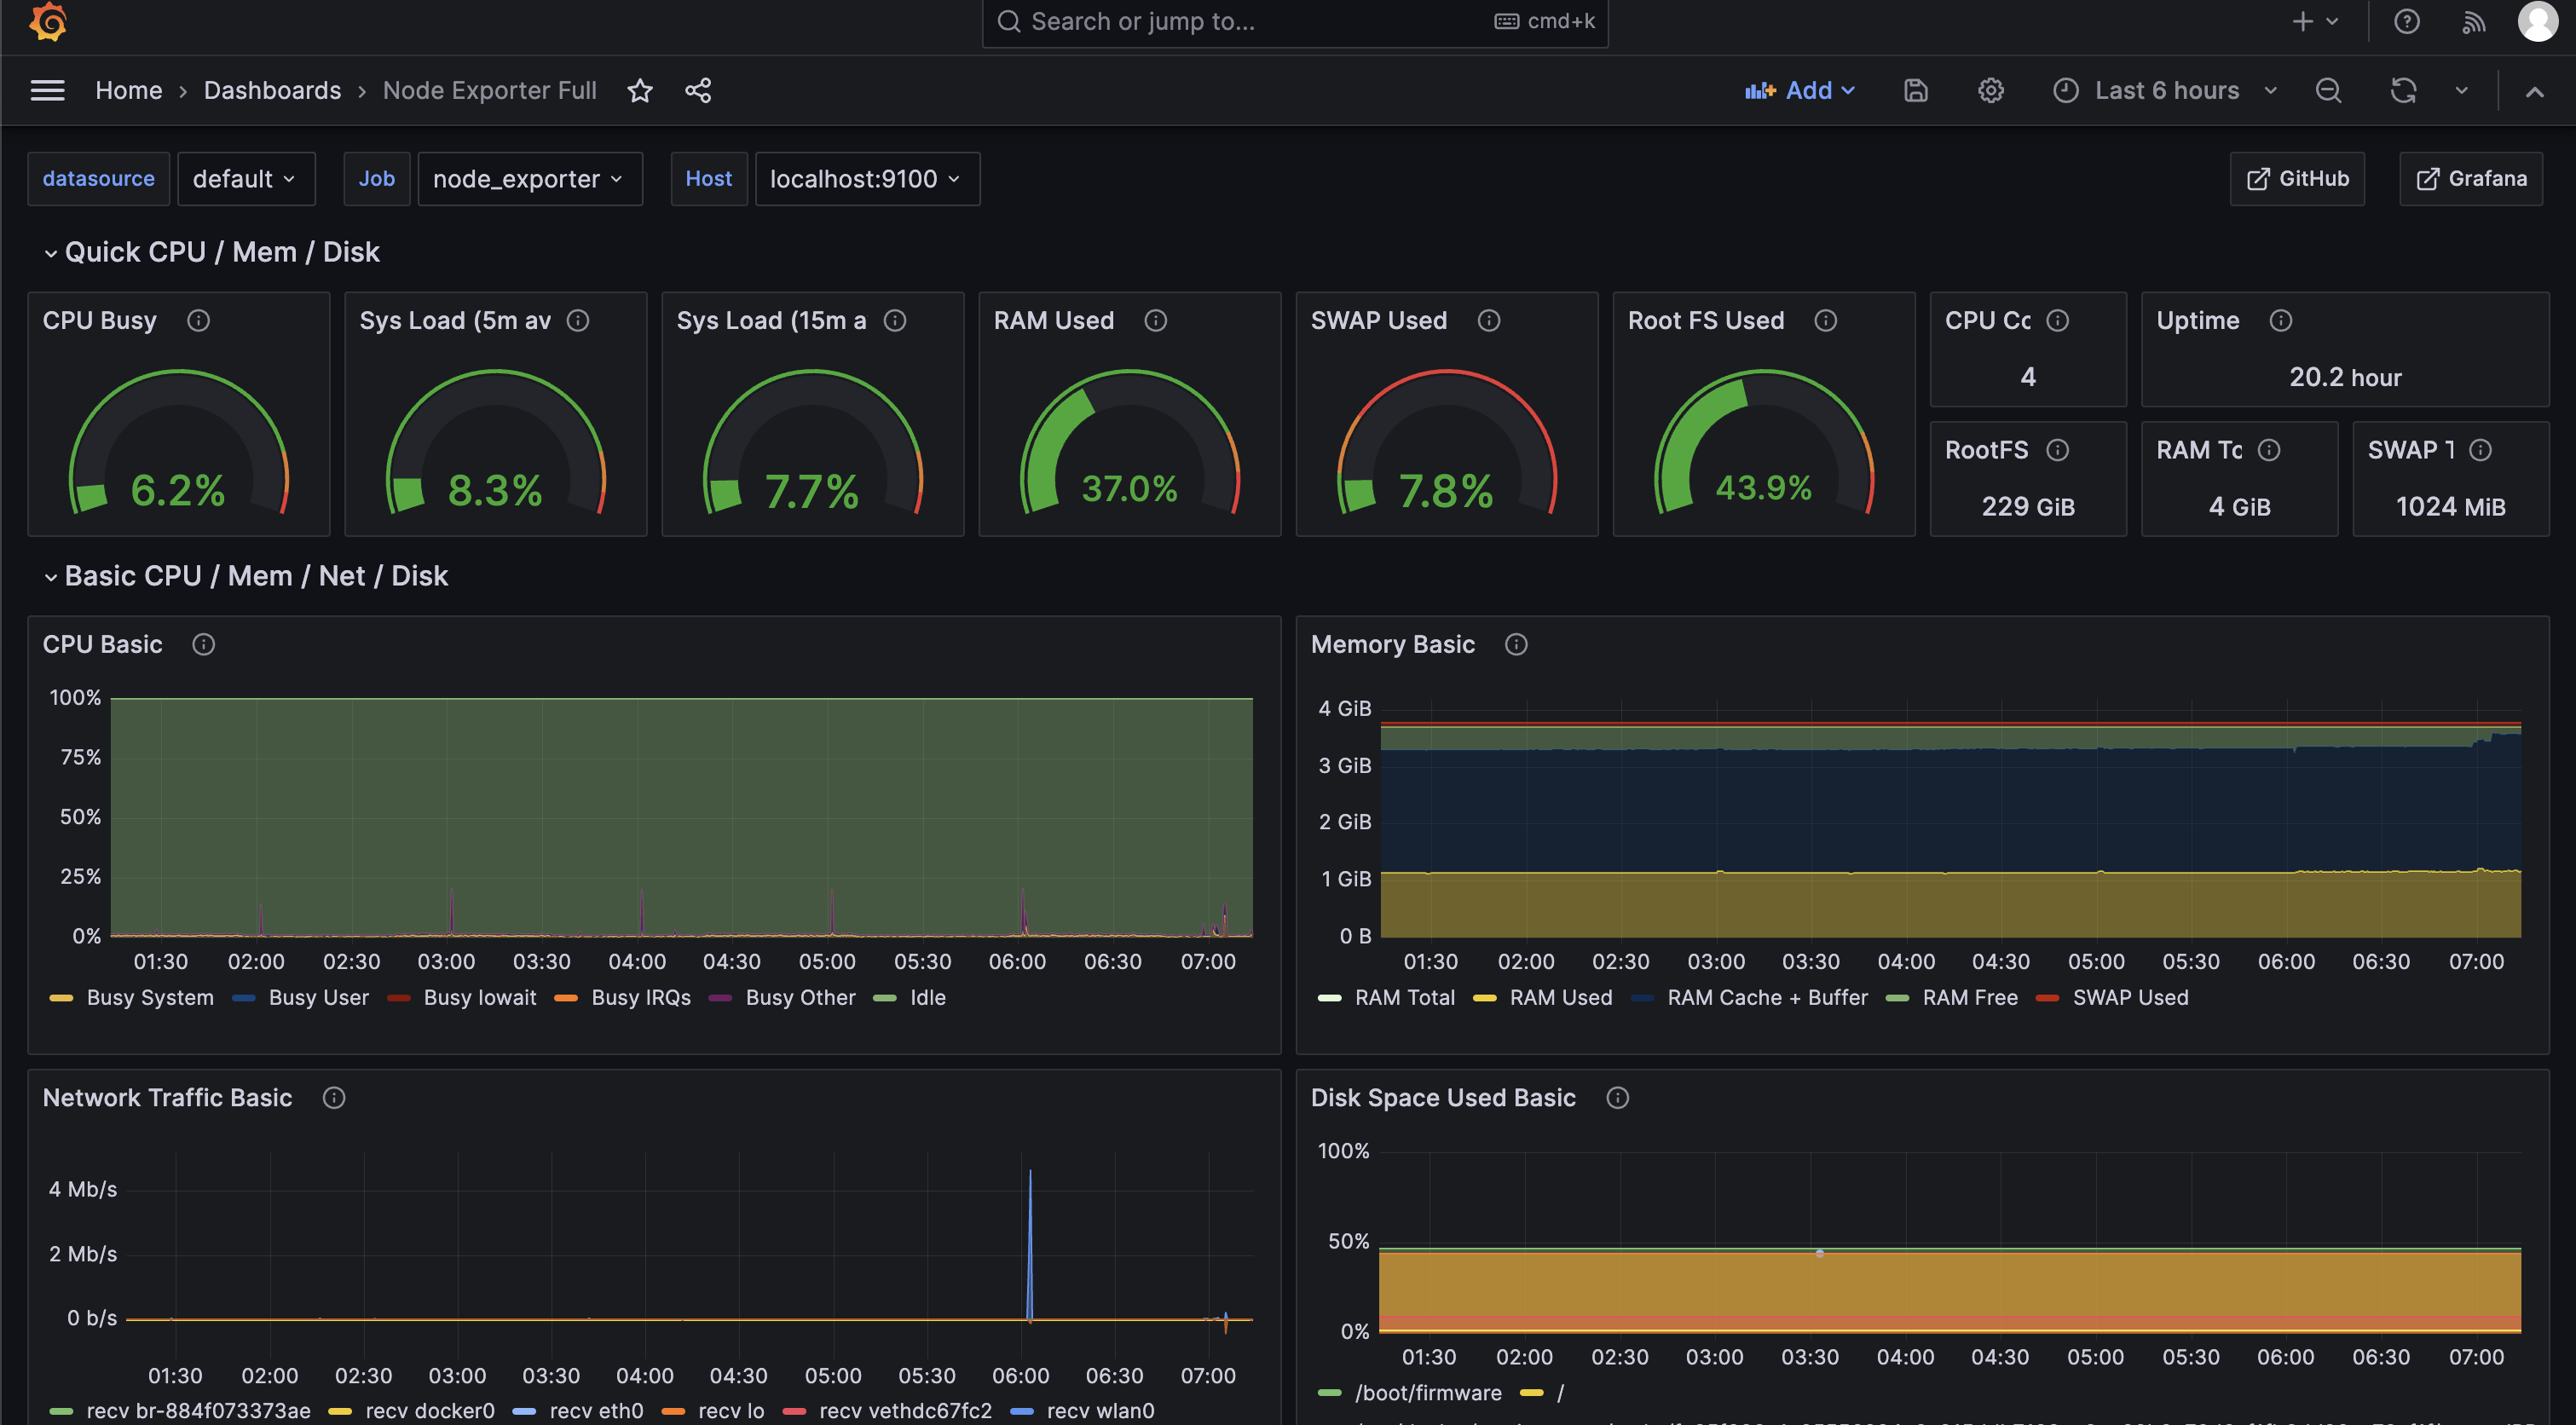 Search or jump to... cmd+k
Home › Dashboards › Node Exporter Full Add Last 6 hours
datasource default Job node_exporter Host localhost:9100 GitHub Grafana
Quick CPU / Mem / Disk
CPU Busy Sys Load (5m av Sys Load (15m a RAM Used SWAP Used Root FS Used CPU Co Uptime
4 20.2 hour
RootFS RAM To SWAP T
6.2% 8.3% 7.7% 37.0% 7.8% 43.9%
229 GiB 4 GiB 1024 MiB
Basic CPU / Mem / Net / Disk
CPU Basic
100%
75%
50%
25%
0%
01:30 02:00 02:30 03:00 03:30 04:00 04:30 05:00 05:30 06:00 06:30 07:00
Busy System Busy User Busy Iowait Busy IRQs Busy Other Idle
Memory Basic
4 GiB
3 GiB
2 GiB
1 GiB
0 B
01:30 02:00 02:30 03:00 03:30 04:00 04:30 05:00 05:30 06:00 06:30 07:00
RAM Total RAM Used RAM Cache + Buffer RAM Free SWAP Used
Network Traffic Basic
4 Mb/s
2 Mb/s
0 b/s
01:30 02:00 02:30 03:00 03:30 04:00 04:30 05:00 05:30 06:00 06:30 07:00
recv br-884f073373ae recv docker0 recv eth0 recv lo recv vethdc67fc2 recv wlan0
Disk Space Used Basic
100%
50%
0%
01:30 02:00 02:30 03:00 03:30 04:00 04:30 05:00 05:30 06:00 06:30 07:00
/boot/firmware /